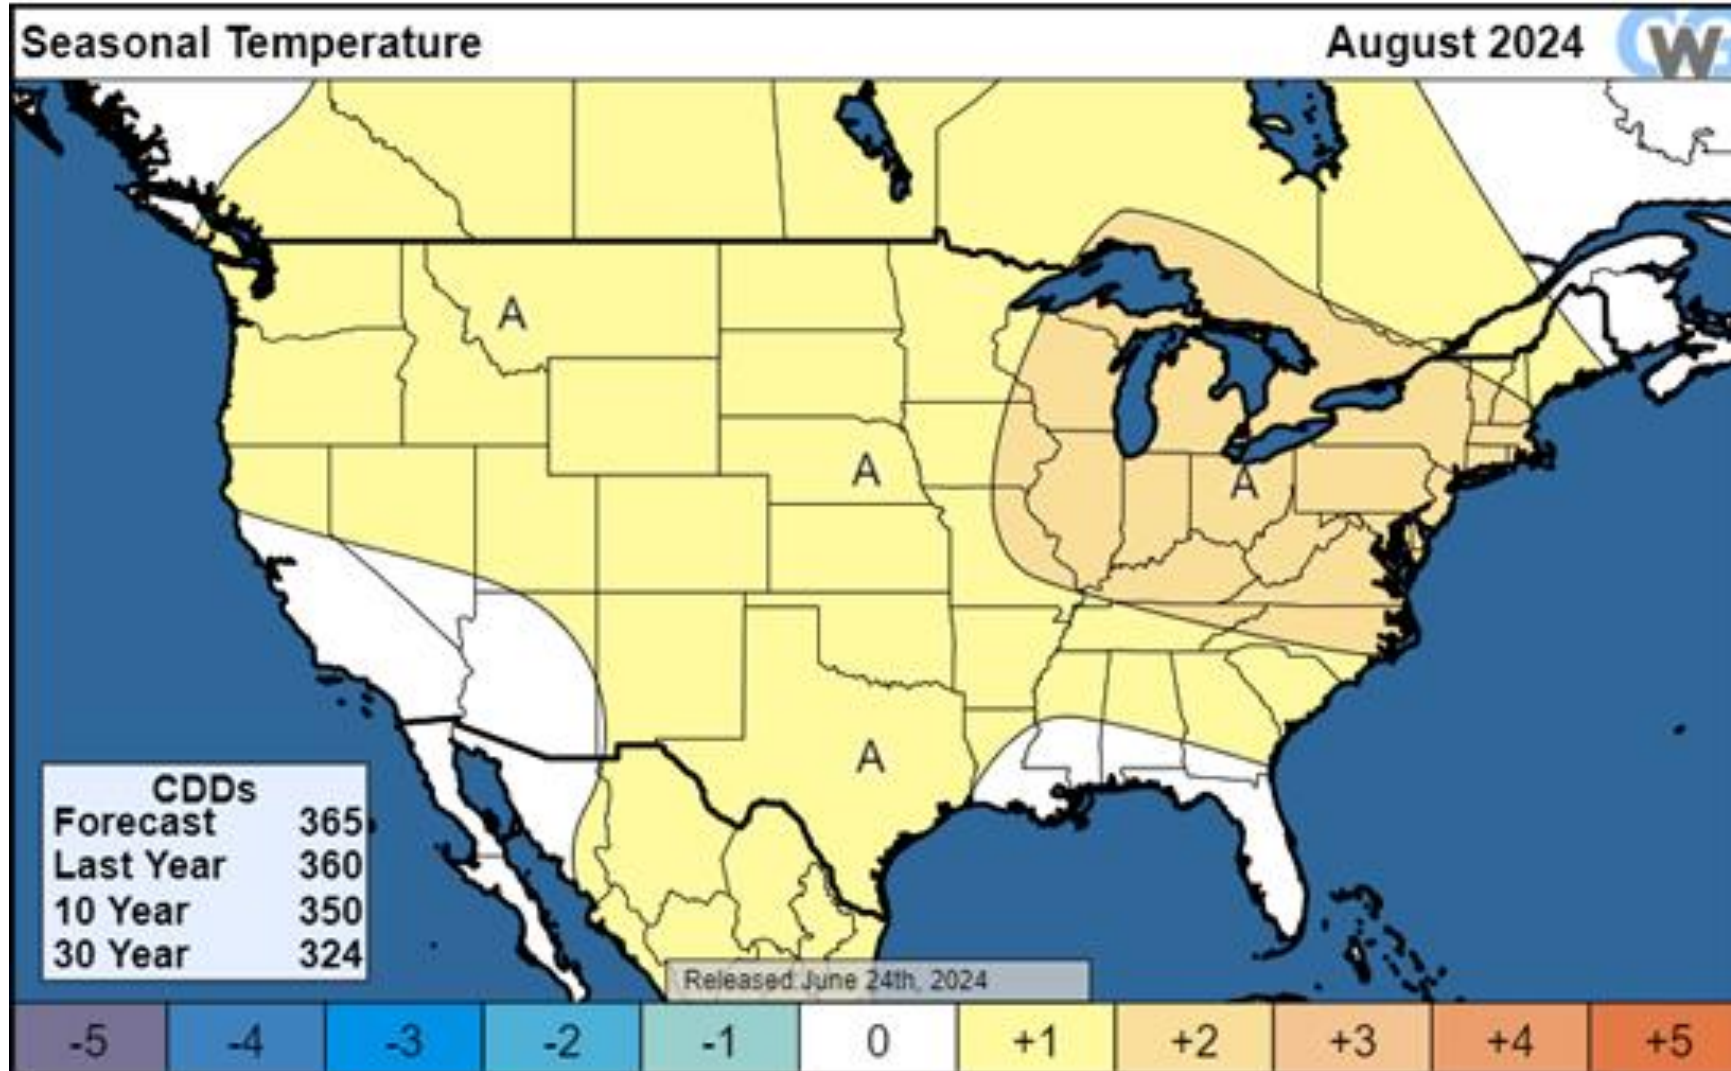 Seasonal Temperature August 2024 CWG
A
A
A
A
CDDs
Forecast 365
Last Year 360
10 Year 350
30 Year 324
Released:June 24th, 2024
-5 -4 -3 -2 -1 0 +1 +2 +3 +4 +5